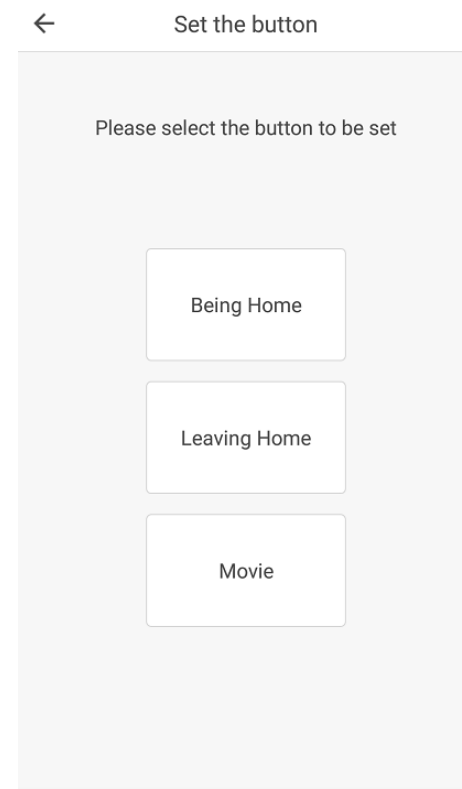 Set the button
Please select the button to be set
Being Home
Leaving Home
Movie